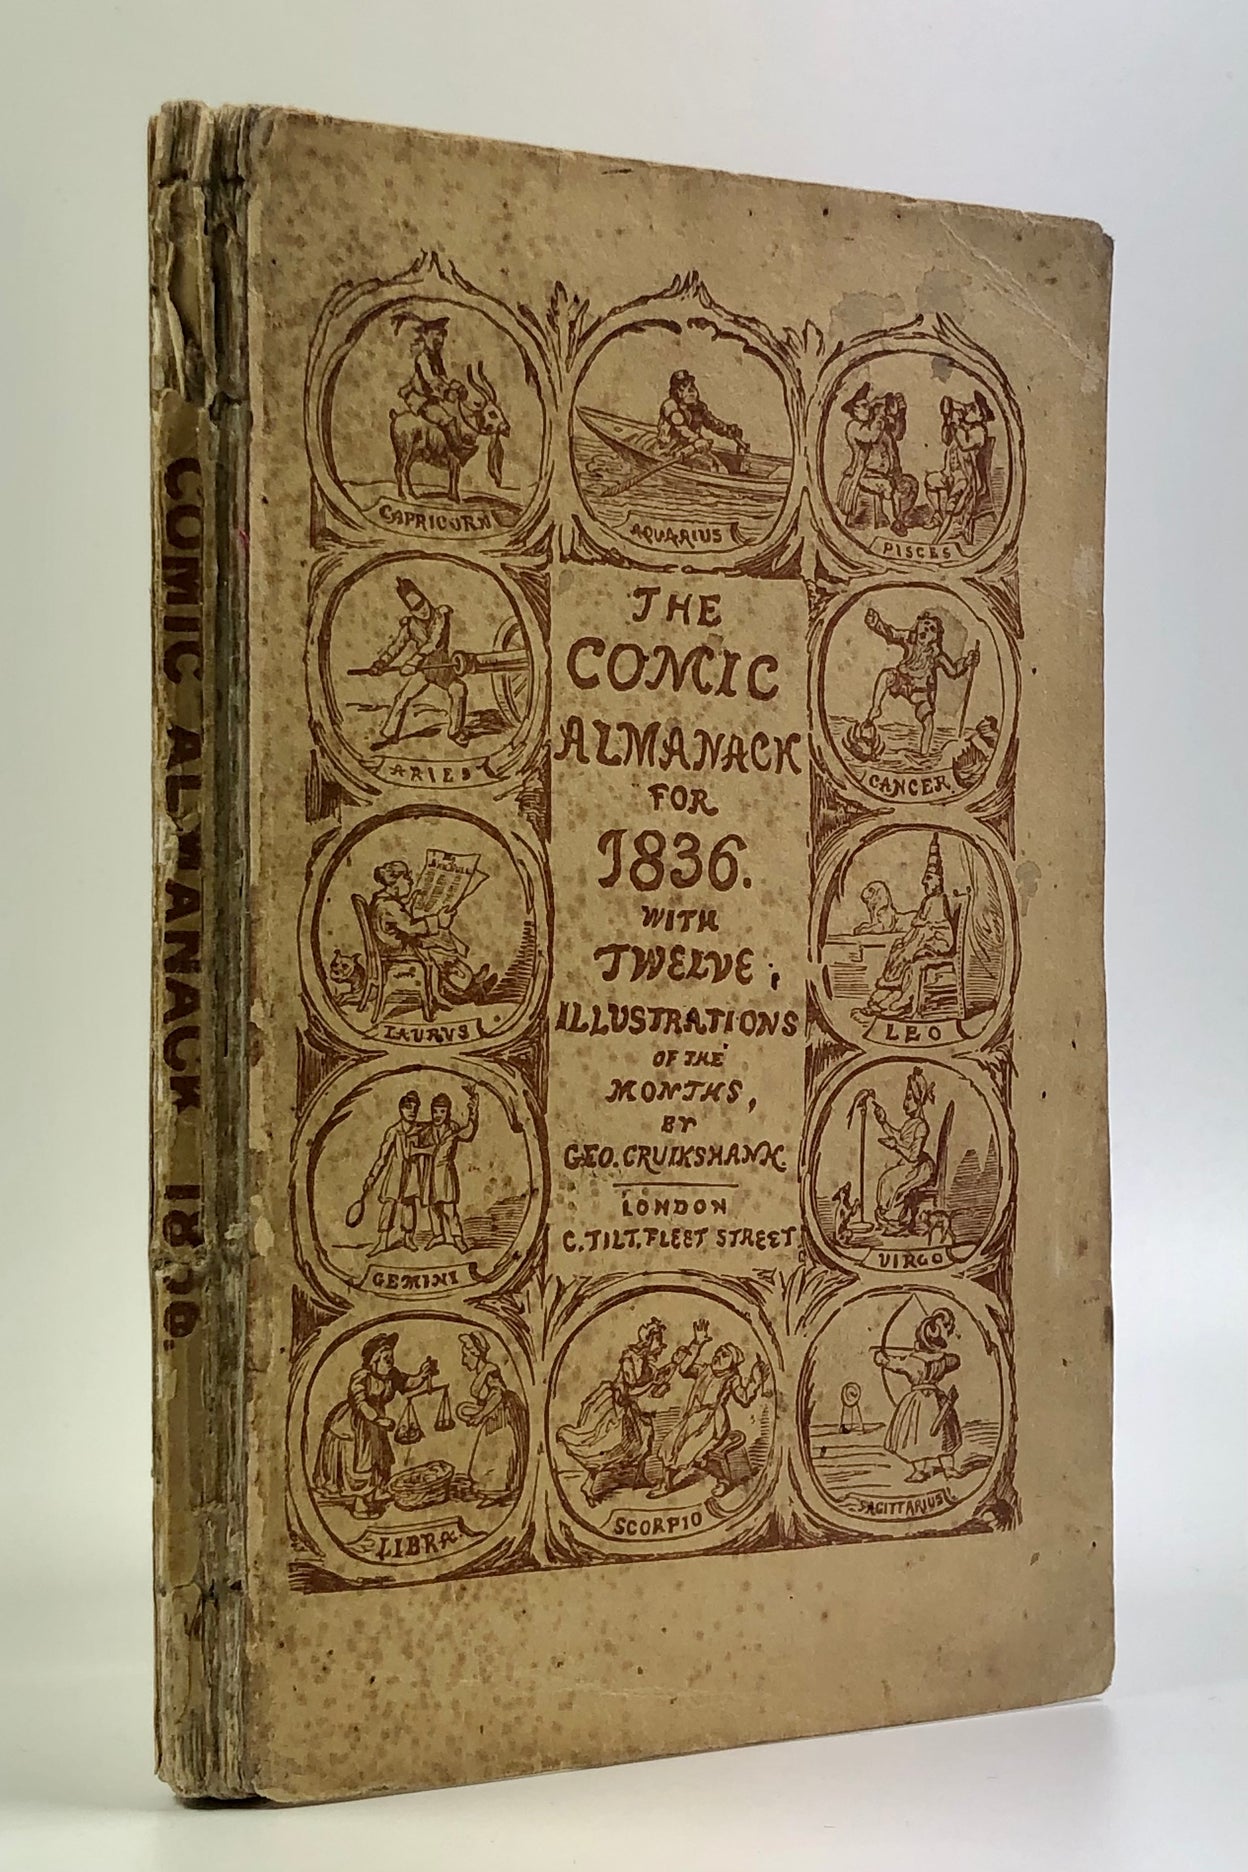 COMIC ALMANACK 18
CAPRICORN
AQUARIUS
PISCES
ARIES
TAURUS
GEMINI
THE
COMIC
ALMANACK
FOR
1836.
WITH
TWELVE
ILLUSTRATIONS
OF THE
MONTHS,
BY
GEO. CRUIKSHANK.
LONDON
C. TILT, FLEET STREET
CANCER
LEO
VIRGO
LIBRA
SCORPIO
SAGITTARIUS